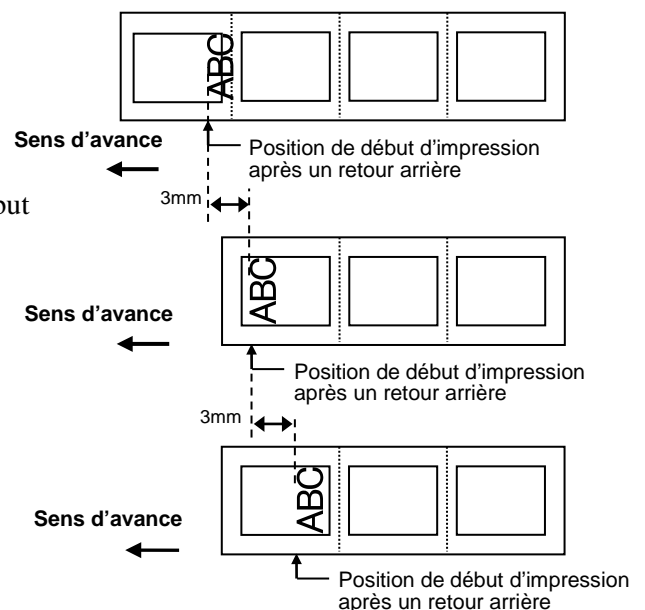 ABC
Sens d'avance
Position de début d'impression
après un retour arrière
3mm
ABC
Sens d'avance
Position de début d'impression
après un retour arrière
3mm
ABC
Sens d'avance
Position de début d'impression
après un retour arrière